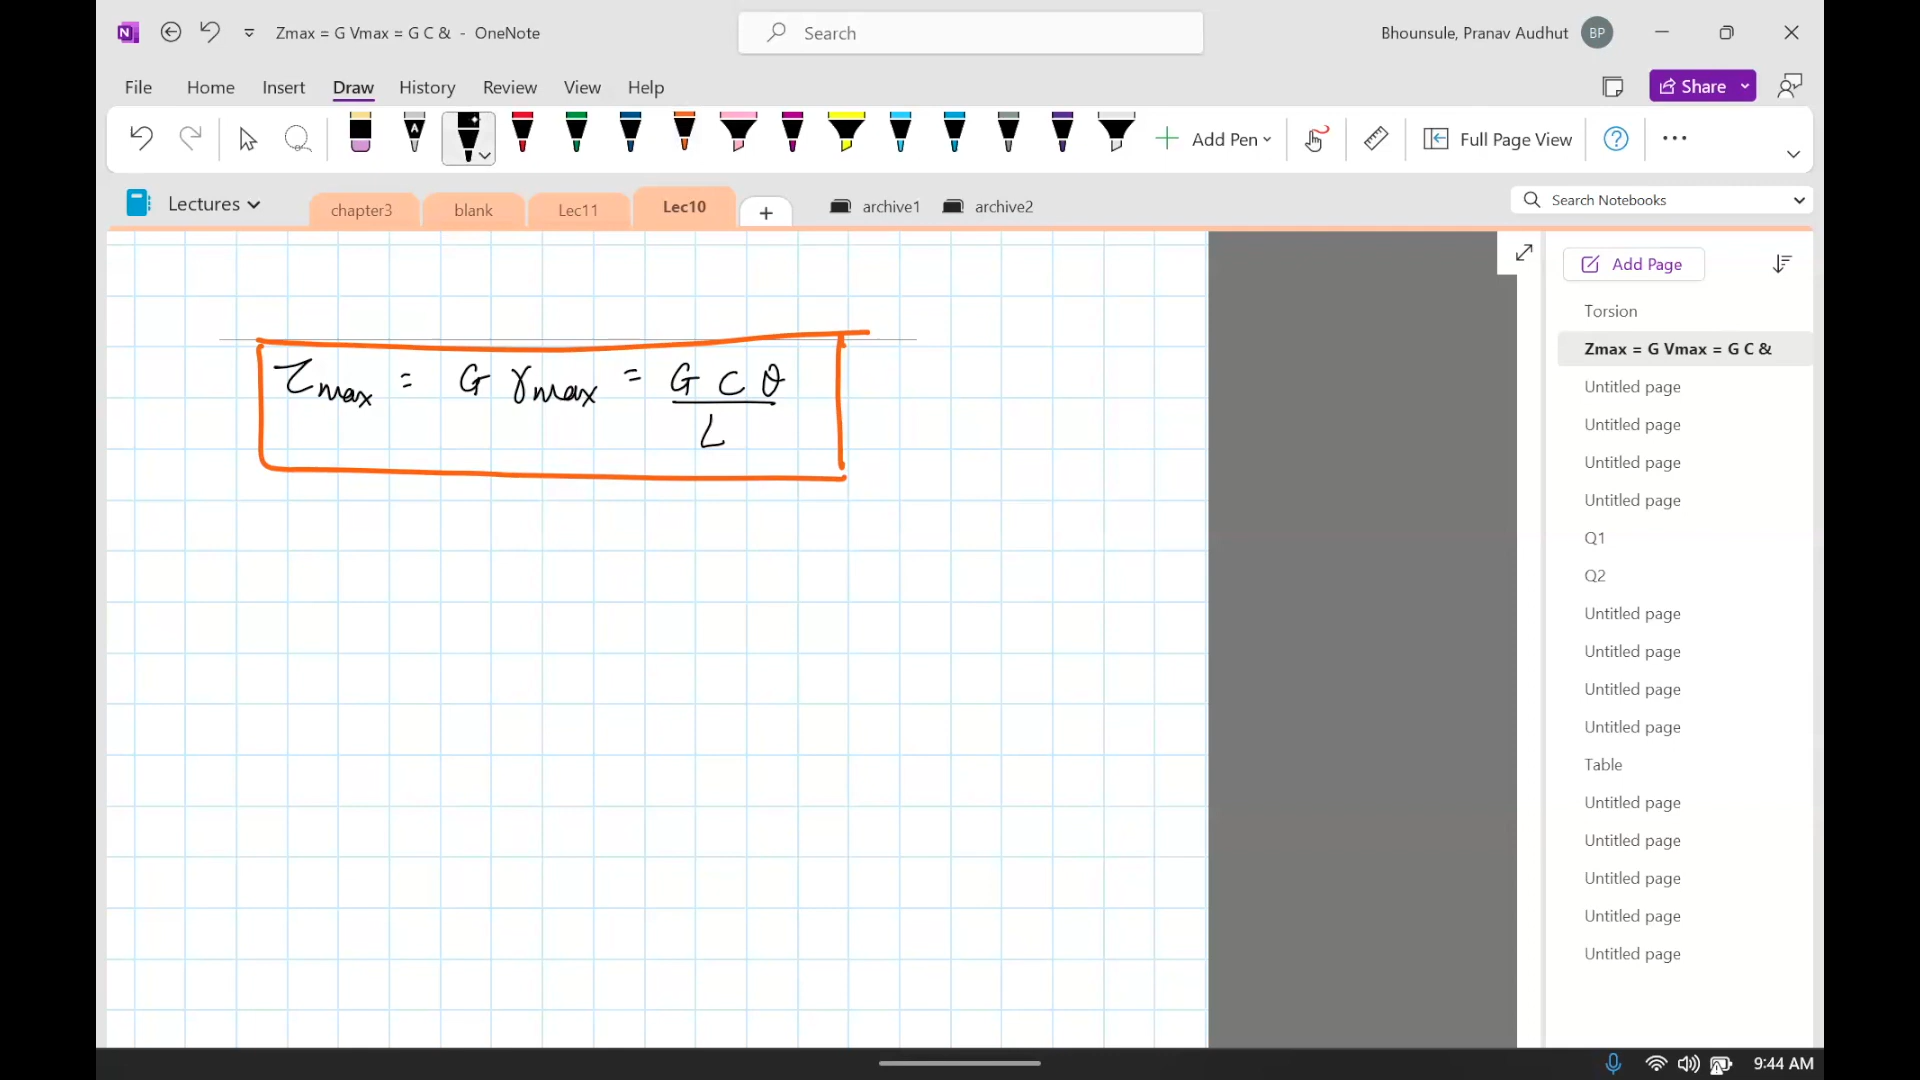 Zmax = G Vmax = G C & - OneNote
Search
Bhounsule, Pranav Audhut
BP
File Home Insert Draw History Review View Help
Share
Add Pen
Full Page View
Lectures
chapter3
blank
Lec11
Lec10
archive1
archive2
Search Notebooks
τmax = G γmax = G C θ
L
Add Page
Torsion
Zmax = G Vmax = G C &
Untitled page
Untitled page
Untitled page
Untitled page
Q1
Q2
Untitled page
Untitled page
Untitled page
Untitled page
Table
Untitled page
Untitled page
Untitled page
Untitled page
Untitled page
9:44 AM